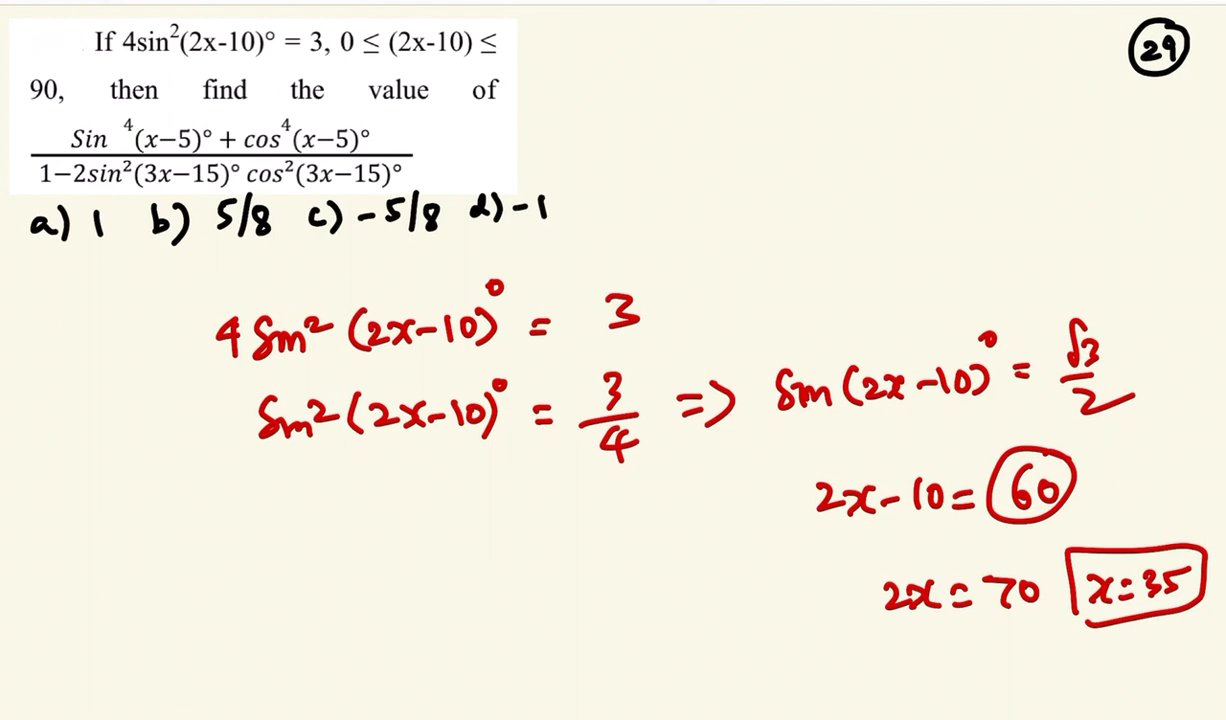 If 4sin²(2x-10)° = 3, 0 ≤ (2x-10) ≤
90, then find the value of
Sin ⁴(x−5)° + cos⁴(x−5)°
1−2sin²(3x−15)° cos²(3x−15)°
29
a) 1 b) 5/8 c) -5/8 d) -1
4 Sin² (2x-10)° = 3
Sin² (2x-10)° = 3/4 => Sin (2x-10)° = √3/2
2x-10 = 60
2x = 70 x = 35